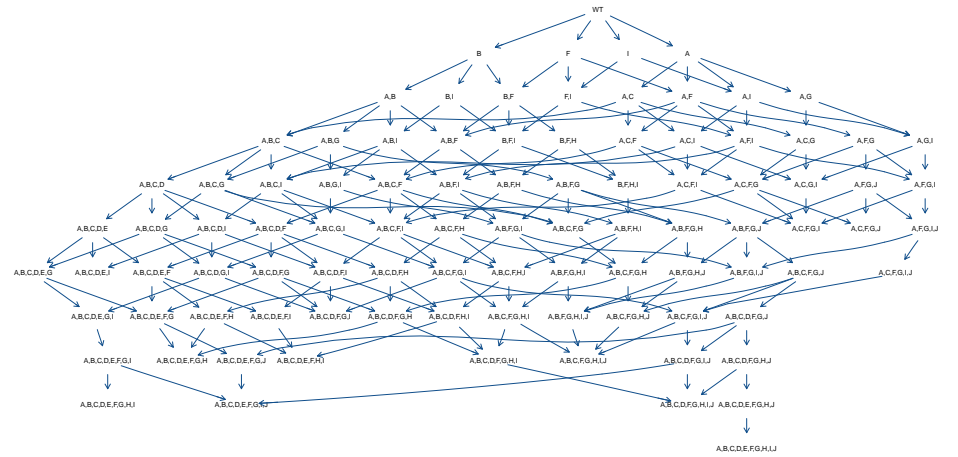 WT
B F I A
A,B B,I B,F F,I A,C A,F A,I A,G
A,B,C A,B,G A,B,I A,B,F B,F,I B,F,H A,C,F A,C,I A,F,I A,C,G A,F,G A,G,I
A,B,C,D A,B,C,G A,B,C,I A,B,G,I A,B,C,F A,B,F,I A,B,F,H A,B,F,G B,F,H,I A,C,F,I A,C,F,G A,C,G,I A,F,G,J A,F,G,I
A,B,C,D,E A,B,C,D,G A,B,C,D,I A,B,C,D,F A,B,C,G,I A,B,C,F,I A,B,C,F,H A,B,F,G,I A,B,C,F,G A,B,F,H,I A,B,F,G,H A,B,F,G,J A,C,F,G,I A,C,F,G,J A,F,G,I,J
A,B,C,D,E,G A,B,C,D,E,I A,B,C,D,E,F A,B,C,D,G,I A,B,C,D,F,G A,B,C,D,F,I A,B,C,D,F,H A,B,C,F,G,I A,B,C,F,H,I A,B,F,G,H,I A,B,C,F,G,H A,B,F,G,H,J A,B,F,G,I,J A,B,C,F,G,J A,C,F,G,I,J
A,B,C,D,E,G,I A,B,C,D,E,F,G A,B,C,D,E,F,H A,B,C,D,E,F,I A,B,C,D,F,G,I A,B,C,D,F,G,H A,B,C,D,F,H,I A,B,C,F,G,H,I A,B,F,G,H,I,J A,B,C,F,G,H,J A,B,C,F,G,I,J A,B,C,D,F,G,J
A,B,C,D,E,F,G,I A,B,C,D,E,F,G,H A,B,C,D,E,F,G,J A,B,C,D,E,F,H,I A,B,C,D,F,G,H,I A,B,C,F,G,H,I,J A,B,C,D,F,G,I,J A,B,C,D,F,G,H,J
A,B,C,D,E,F,G,H,I A,B,C,D,E,F,G,I,J A,B,C,D,F,G,H,I,J A,B,C,D,E,F,G,H,J
A,B,C,D,E,F,G,H,I,J